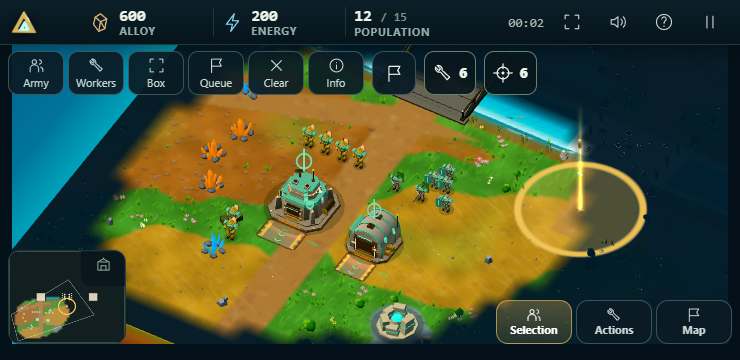 600
ALLOY
200
ENERGY
12 / 15
POPULATION
00:02
Army
Workers
Box
Queue
Clear
Info
6
6
Selection
Actions
Map